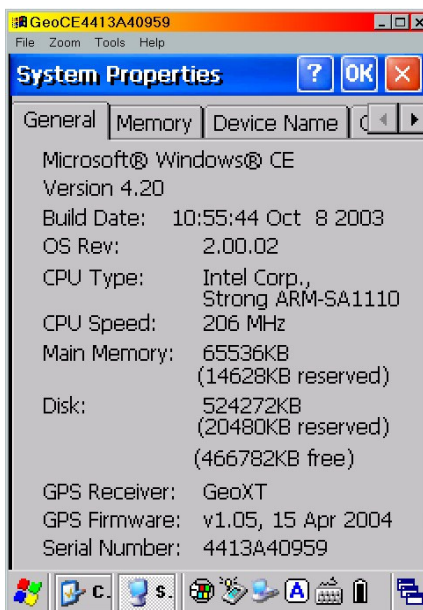 GeoCE4413A40959
File Zoom Tools Help
System Properties ? OK
General Memory Device Name
Microsoft® Windows® CE
Version 4.20
Build Date: 10:55:44 Oct 8 2003
OS Rev: 2.00.02
CPU Type: Intel Corp.,
Strong ARM-SA1110
CPU Speed: 206 MHz
Main Memory: 65536KB
(14628KB reserved)
Disk: 524272KB
(20480KB reserved)
(466782KB free)
GPS Receiver: GeoXT
GPS Firmware: v1.05, 15 Apr 2004
Serial Number: 4413A40959
C. S. A